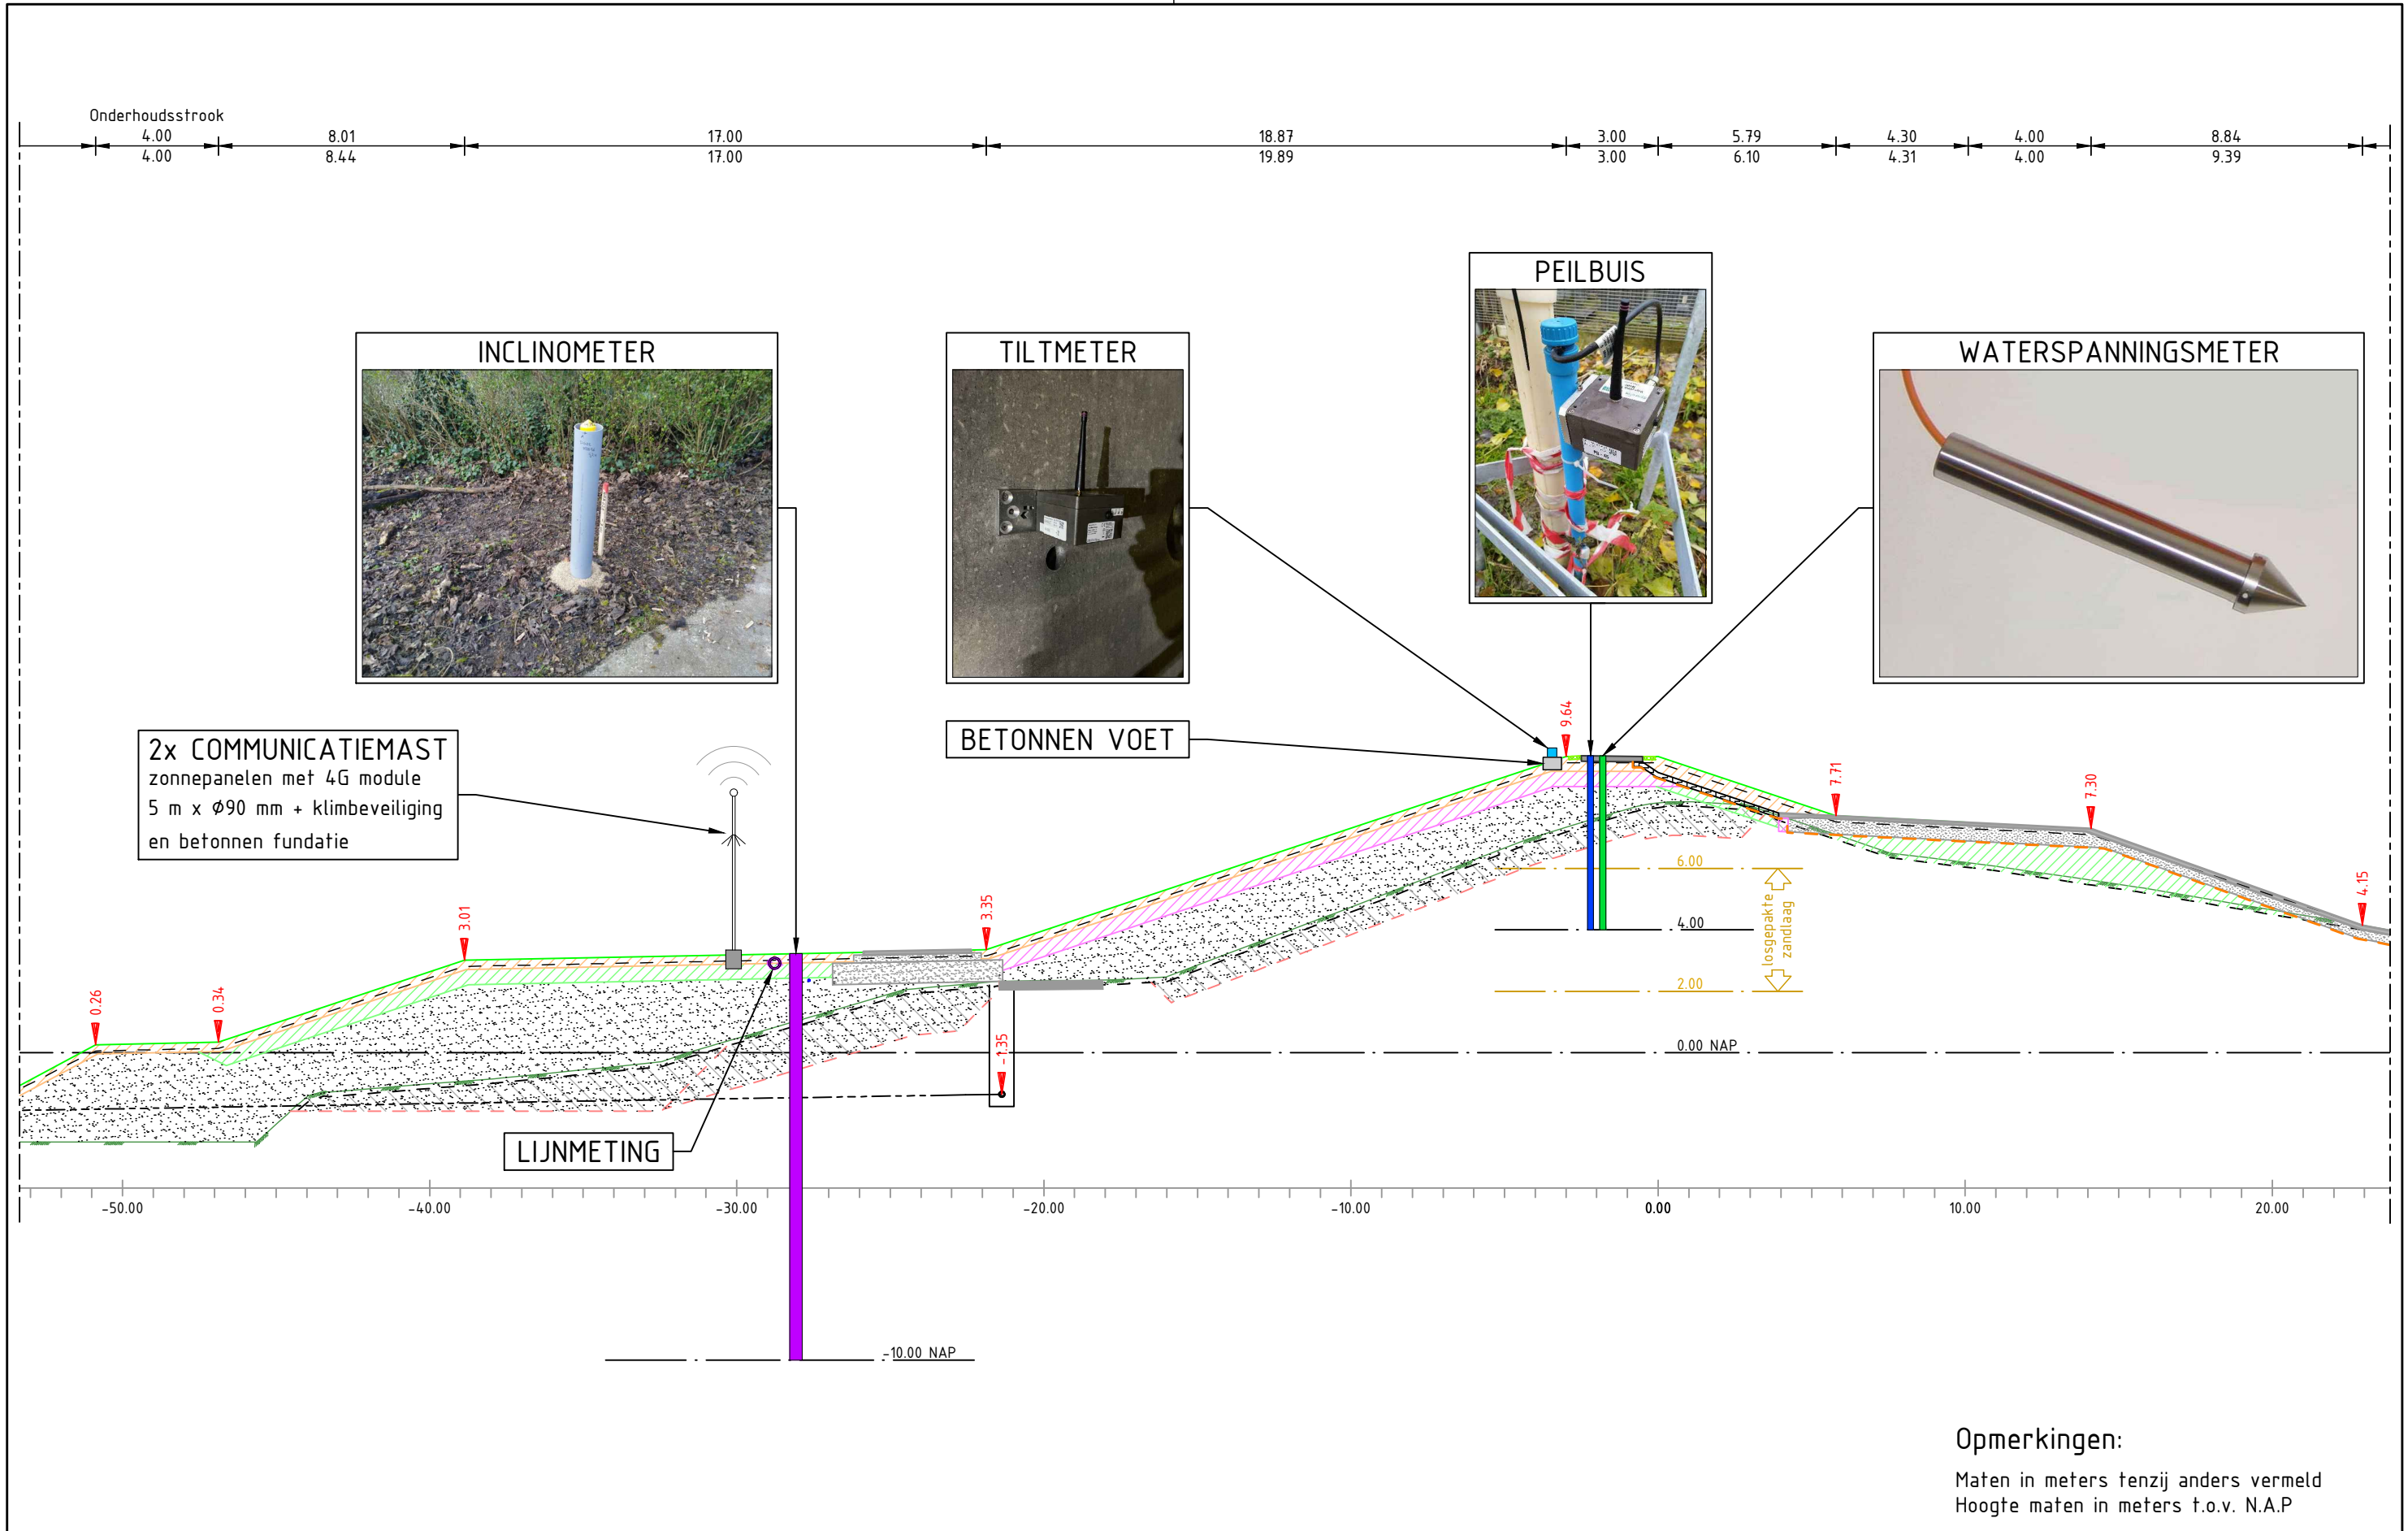 Onderhoudsstrook
4.00 8.01 17.00 18.87 3.00 5.79 4.30 4.00 8.84
4.00 8.44 17.00 19.89 3.00 6.10 4.31 4.00 9.39
PEILBUIS
INCLINOMETER
TILTMETER
WATERSPANNINGSMETER
BETONNEN VOET
2x COMMUNICATIEMAST
zonnepanelen met 4G module
5 m x Ø90 mm + klimbeveiliging
en betonnen fundatie
9.64
7.71
7.30
4.15
3.35
3.01
0.26
0.34
-1.35
6.00
4.00
losgepakte
zandlaag
2.00
0.00 NAP
LIJNMETING
-50.00 -40.00 -30.00 -20.00 -10.00 0.00 10.00 20.00
-10.00 NAP
Opmerkingen:
Maten in meters tenzij anders vermeld
Hoogte maten in meters t.o.v. N.A.P